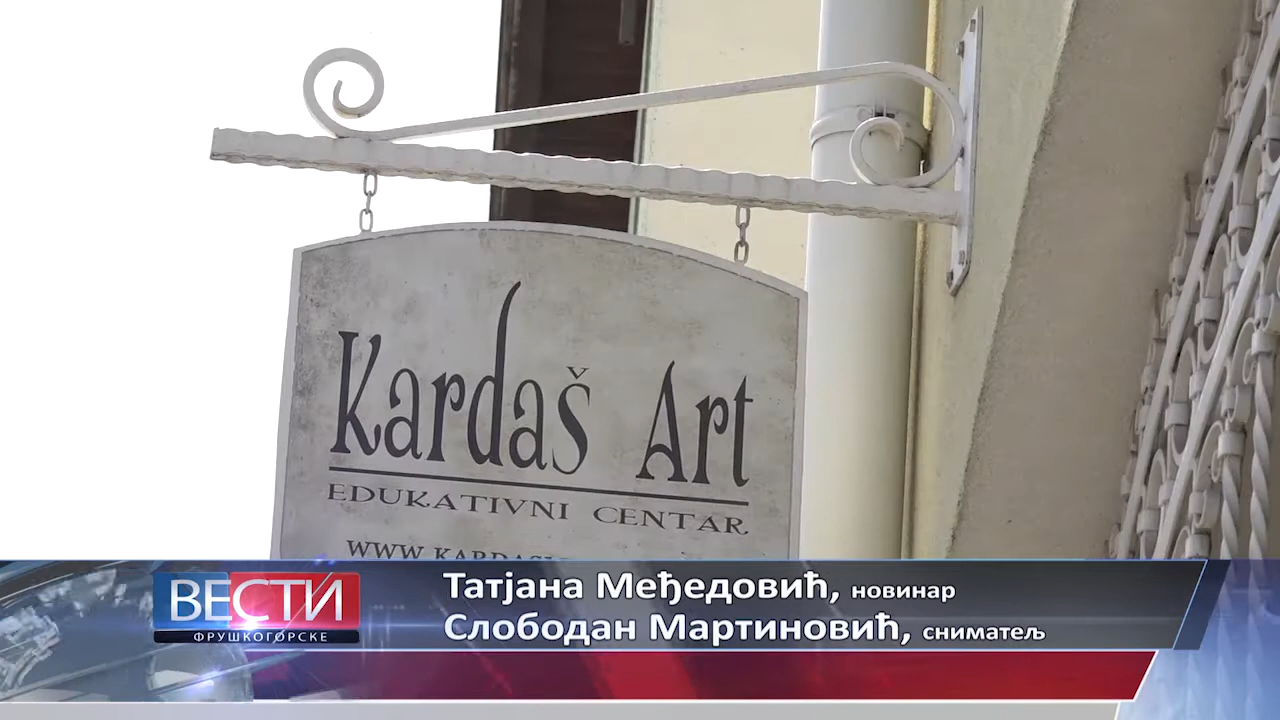 Kardaš Art
EDUKATIVNI CENTAR
ВЕСТИ
ФРУШКОГОРСКЕ
Татјана Међедовић, новинар
Слободан Мартиновић, сниматељ